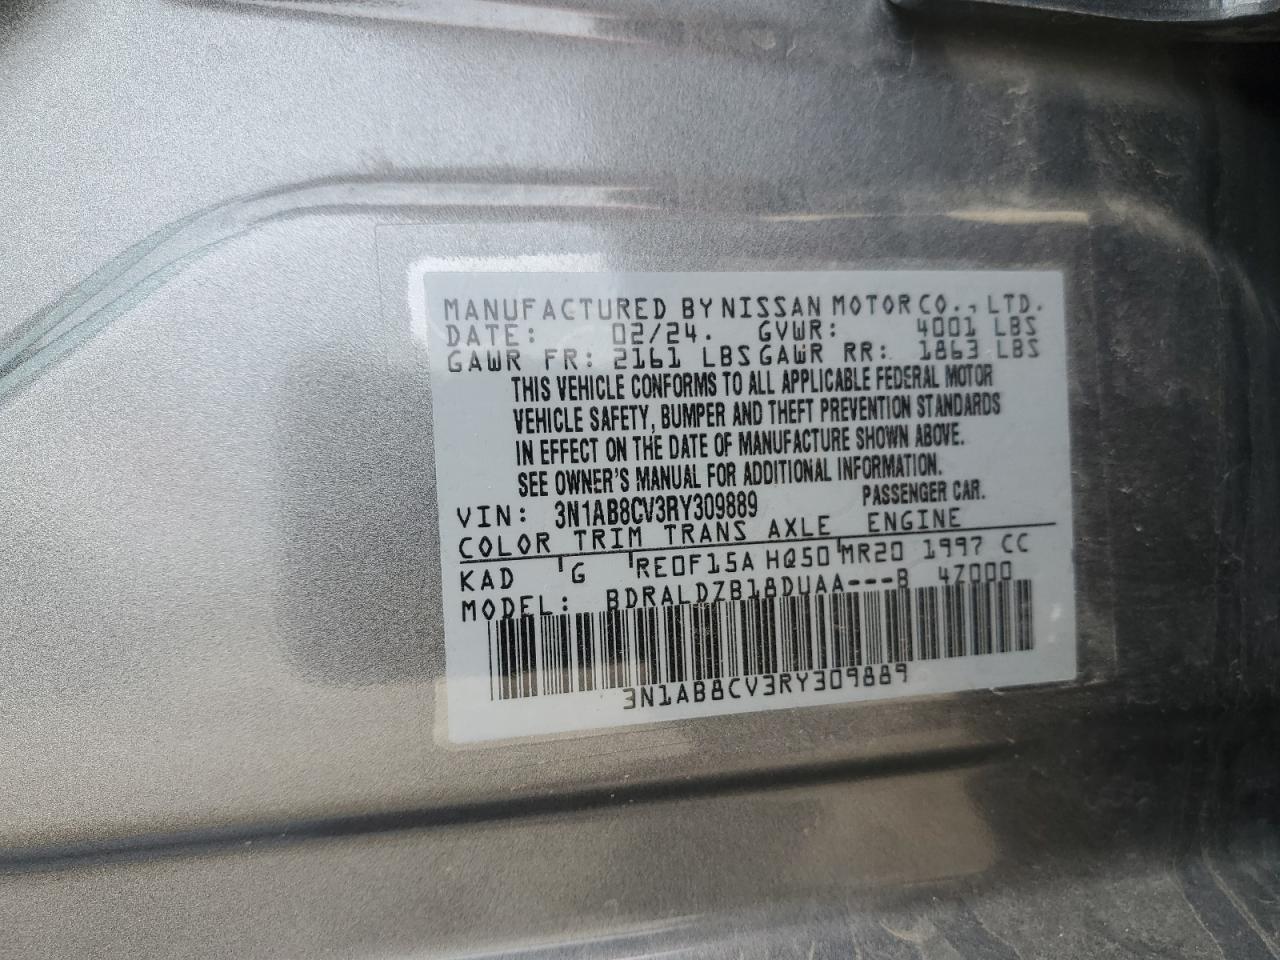 MANUFACTURED BY NISSAN MOTOR CO., LTD.
DATE: 02/24. GVWR: 4001 LBS
GAWR FR: 2161 LBS GAWR RR: 1863 LBS
THIS VEHICLE CONFORMS TO ALL APPLICABLE FEDERAL MOTOR
VEHICLE SAFETY, BUMPER AND THEFT PREVENTION STANDARDS
IN EFFECT ON THE DATE OF MANUFACTURE SHOWN ABOVE.
SEE OWNER'S MANUAL FOR ADDITIONAL INFORMATION.
VIN: 3N1AB8CV3RY309889 PASSENGER CAR.
COLOR TRIM TRANS AXLE ENGINE
KAD G RE0F15A HQ50 MR20 1997 CC
MODEL: BDRALDZB18DUAA---B 4Z000
3N1AB8CV3RY309889